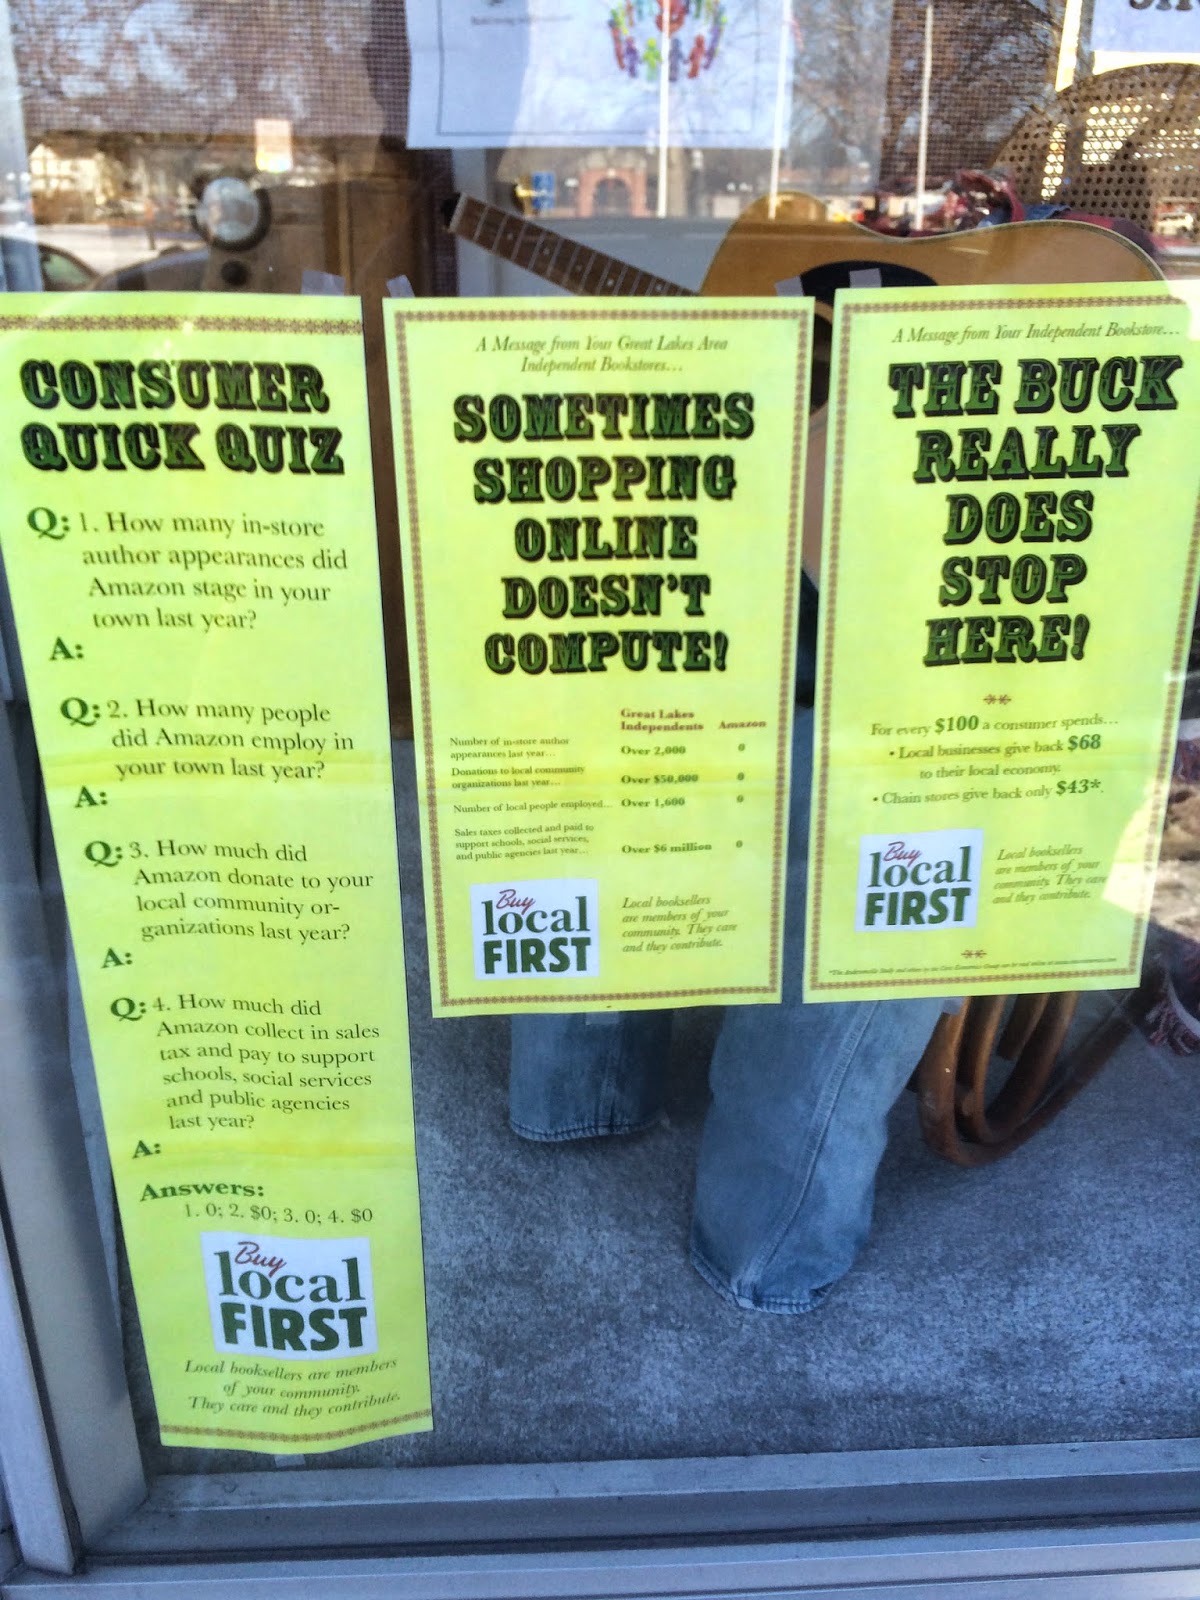 CONSUMER
QUICK QUIZ
Q: 1. How many in-store
author appearances did
Amazon stage in your
town last year?
A:
Q: 2. How many people
did Amazon employ in
your town last year?
A:
Q: 3. How much did
Amazon donate to your
local community or-
ganizations last year?
A:
Q: 4. How much did
Amazon collect in sales
tax and pay to support
schools, social services
and public agencies
last year?
A:
Answers:
1. 0; 2. $0; 3. 0; 4. $0
Buy
local
FIRST
Local booksellers are members
of your community.
They care and they contribute.
A Message from Your Great Lakes Area
Independent Bookstores...
SOMETIMES
SHOPPING
ONLINE
DOESN'T
COMPUTE!
Great Lakes
Independents Amazon
Number of in-store author
appearances last year... Over 2,000 0
Donations to local community
organizations last year... Over $50,000 0
Number of local people employed... Over 1,600 0
Sales taxes collected and paid to
support schools, social services,
and public agencies last year... Over $6 million 0
Buy
local
FIRST
Local booksellers
are members of your
community. They care
and they contribute.
A Message from Your Independent Bookstore...
THE BUCK
REALLY
DOES
STOP
HERE!
For every $100 a consumer spends...
• Local businesses give back $68
to their local economy.
• Chain stores give back only $43*.
Buy
local
FIRST
Local booksellers
are members of your
community. They care
and they contribute.